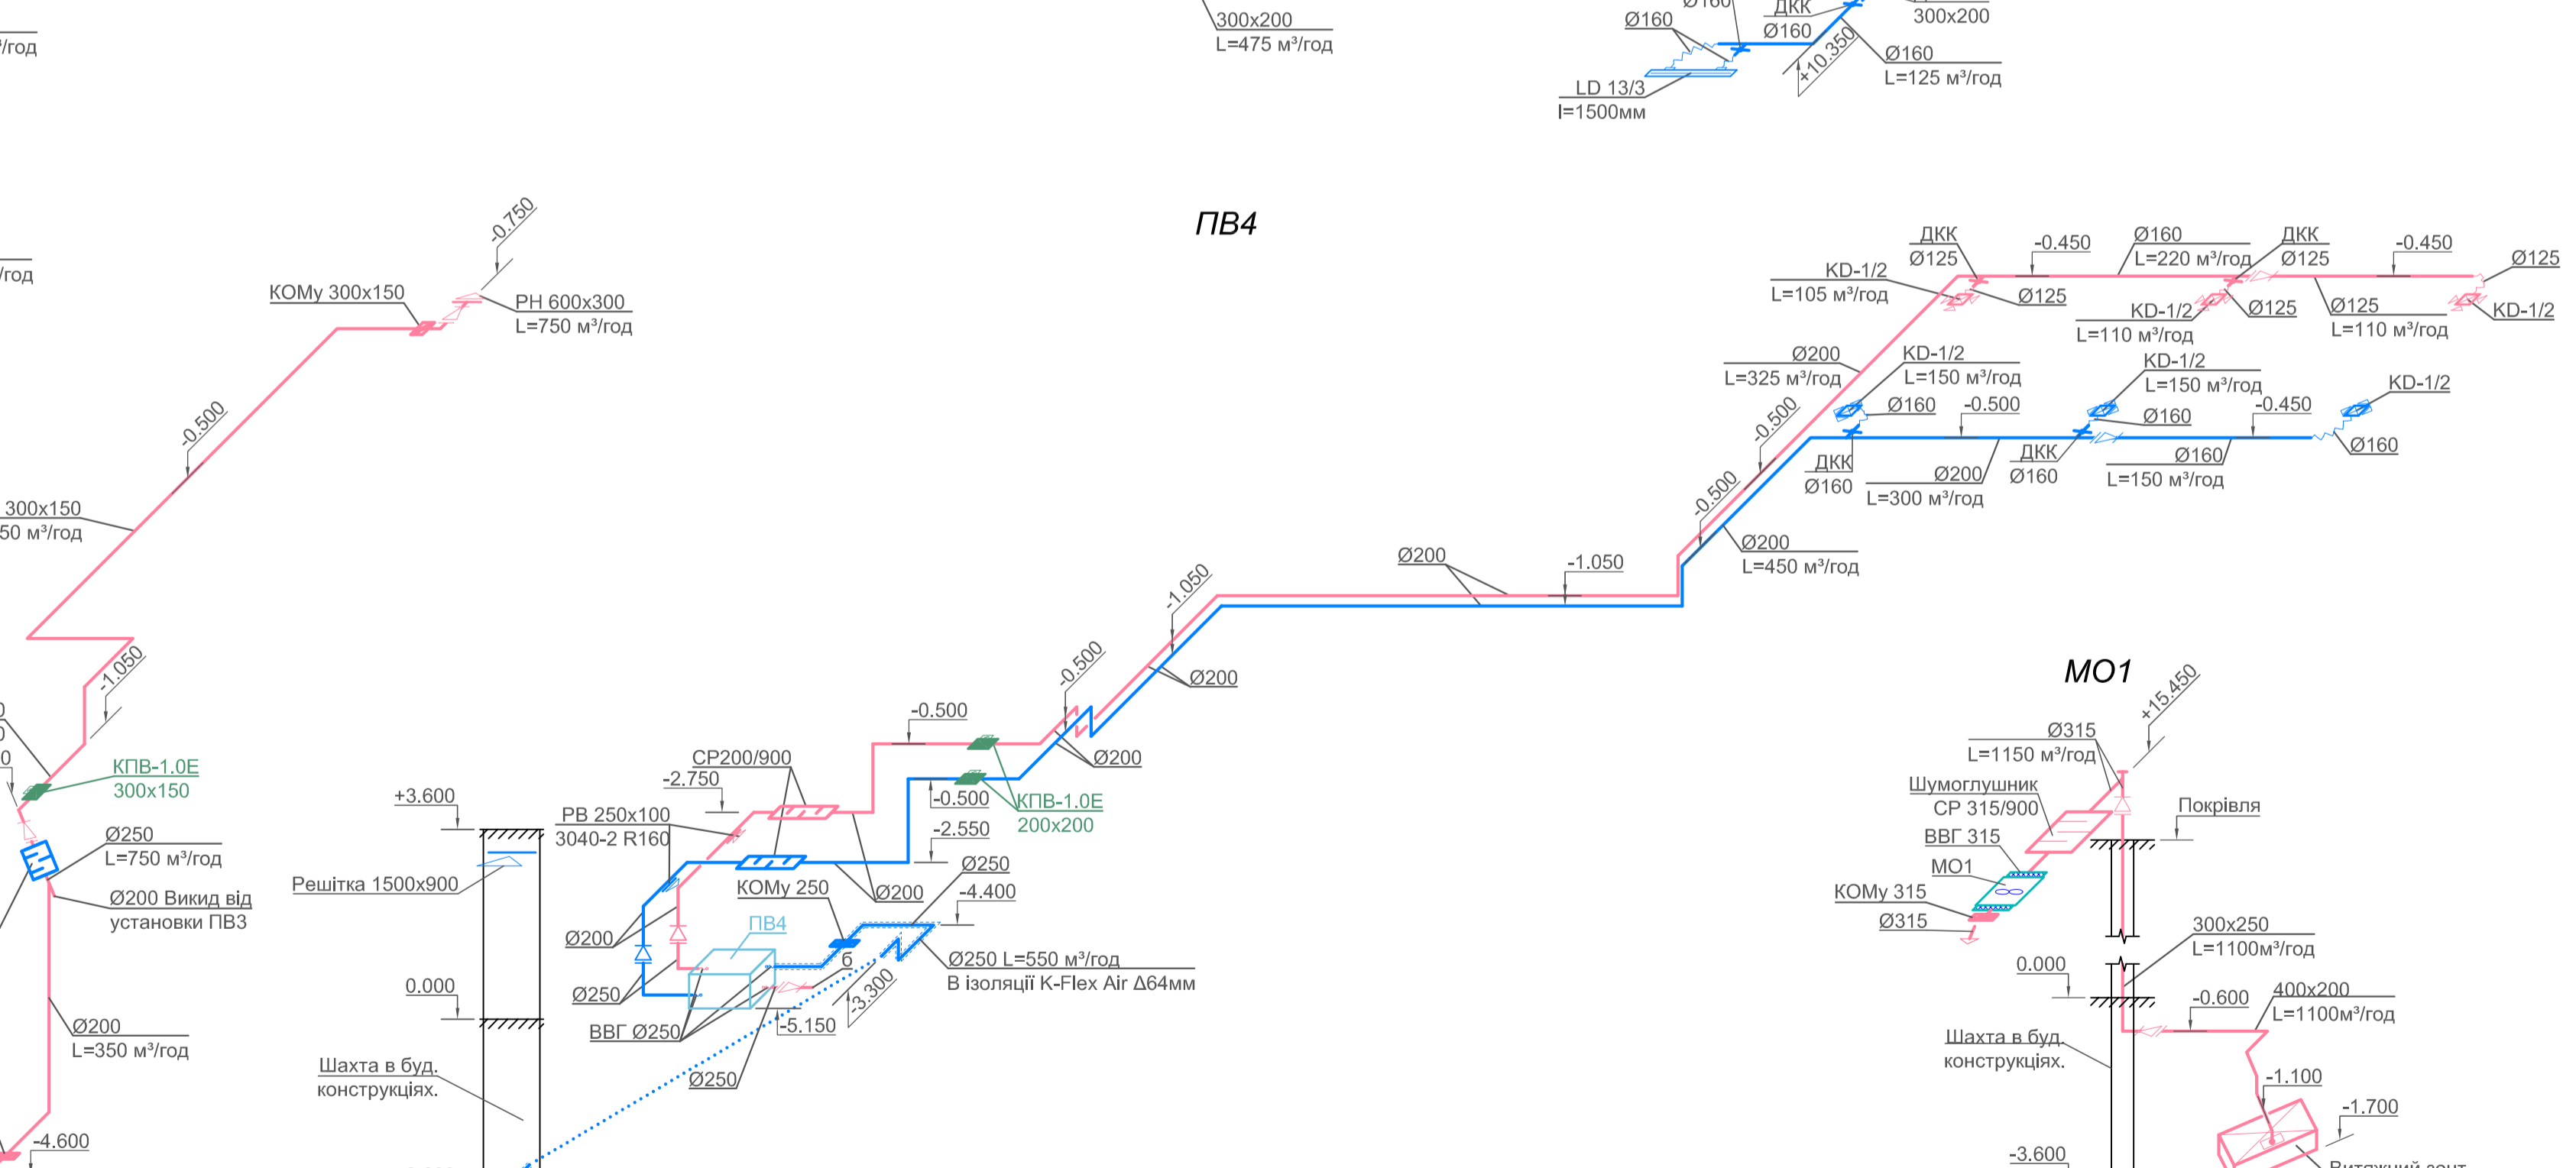 ³/год
300x200
L=475 м³/год
Ø160
Ø160
ДКК
Ø160
300x200
+10.350
Ø160
L=125 м³/год
LD 13/3
l=1500мм
/год
-0.750
КОМу 300x150
РН 600x300
L=750 м³/год
-0.500
300x150
50 м³/год
-1.050
КПВ-1.0Е
300x150
Ø250
L=750 м³/год
Ø200 Викид від
установки ПВ3
Ø200
L=350 м³/год
-4.600
ПВ4
ДКК
Ø125
-0.450
Ø160
L=220 м³/год
ДКК
Ø125
-0.450
Ø125
KD-1/2
L=105 м³/год
Ø125
KD-1/2
L=110 м³/год
Ø125
Ø125
L=110 м³/год
KD-1/2
Ø200
L=325 м³/год
KD-1/2
L=150 м³/год
KD-1/2
L=150 м³/год
KD-1/2
Ø160
-0.500
Ø160
-0.450
Ø160
-0.500
ДКК
Ø160
Ø200
L=300 м³/год
ДКК
Ø160
Ø160
L=150 м³/год
-0.500
Ø200
L=450 м³/год
Ø200
-1.050
-1.050
Ø200
-0.500
-0.500
Ø200
СР200/900
-2.750
-0.500
КПВ-1.0Е
200x200
РВ 250x100
3040-2 R160
-2.550
Ø250
КОМу 250
Ø200
-4.400
ПВ4
Ø200
б
Ø250 L=550 м³/год
В ізоляції K-Flex Air Δ64мм
Ø250
-3.300
ВВГ Ø250
-5.150
Ø250
+3.600
Решітка 1500x900
0.000
Шахта в буд.
конструкціях.
МО1
+15.450
Ø315
L=1150 м³/год
Шумоглушник
СР 315/900
Покрівля
ВВГ 315
МО1
КОМу 315
Ø315
300x250
L=1100м³/год
0.000
-0.600
400x200
L=1100м³/год
Шахта в буд.
конструкціях.
-1.100
-1.700
-3.600